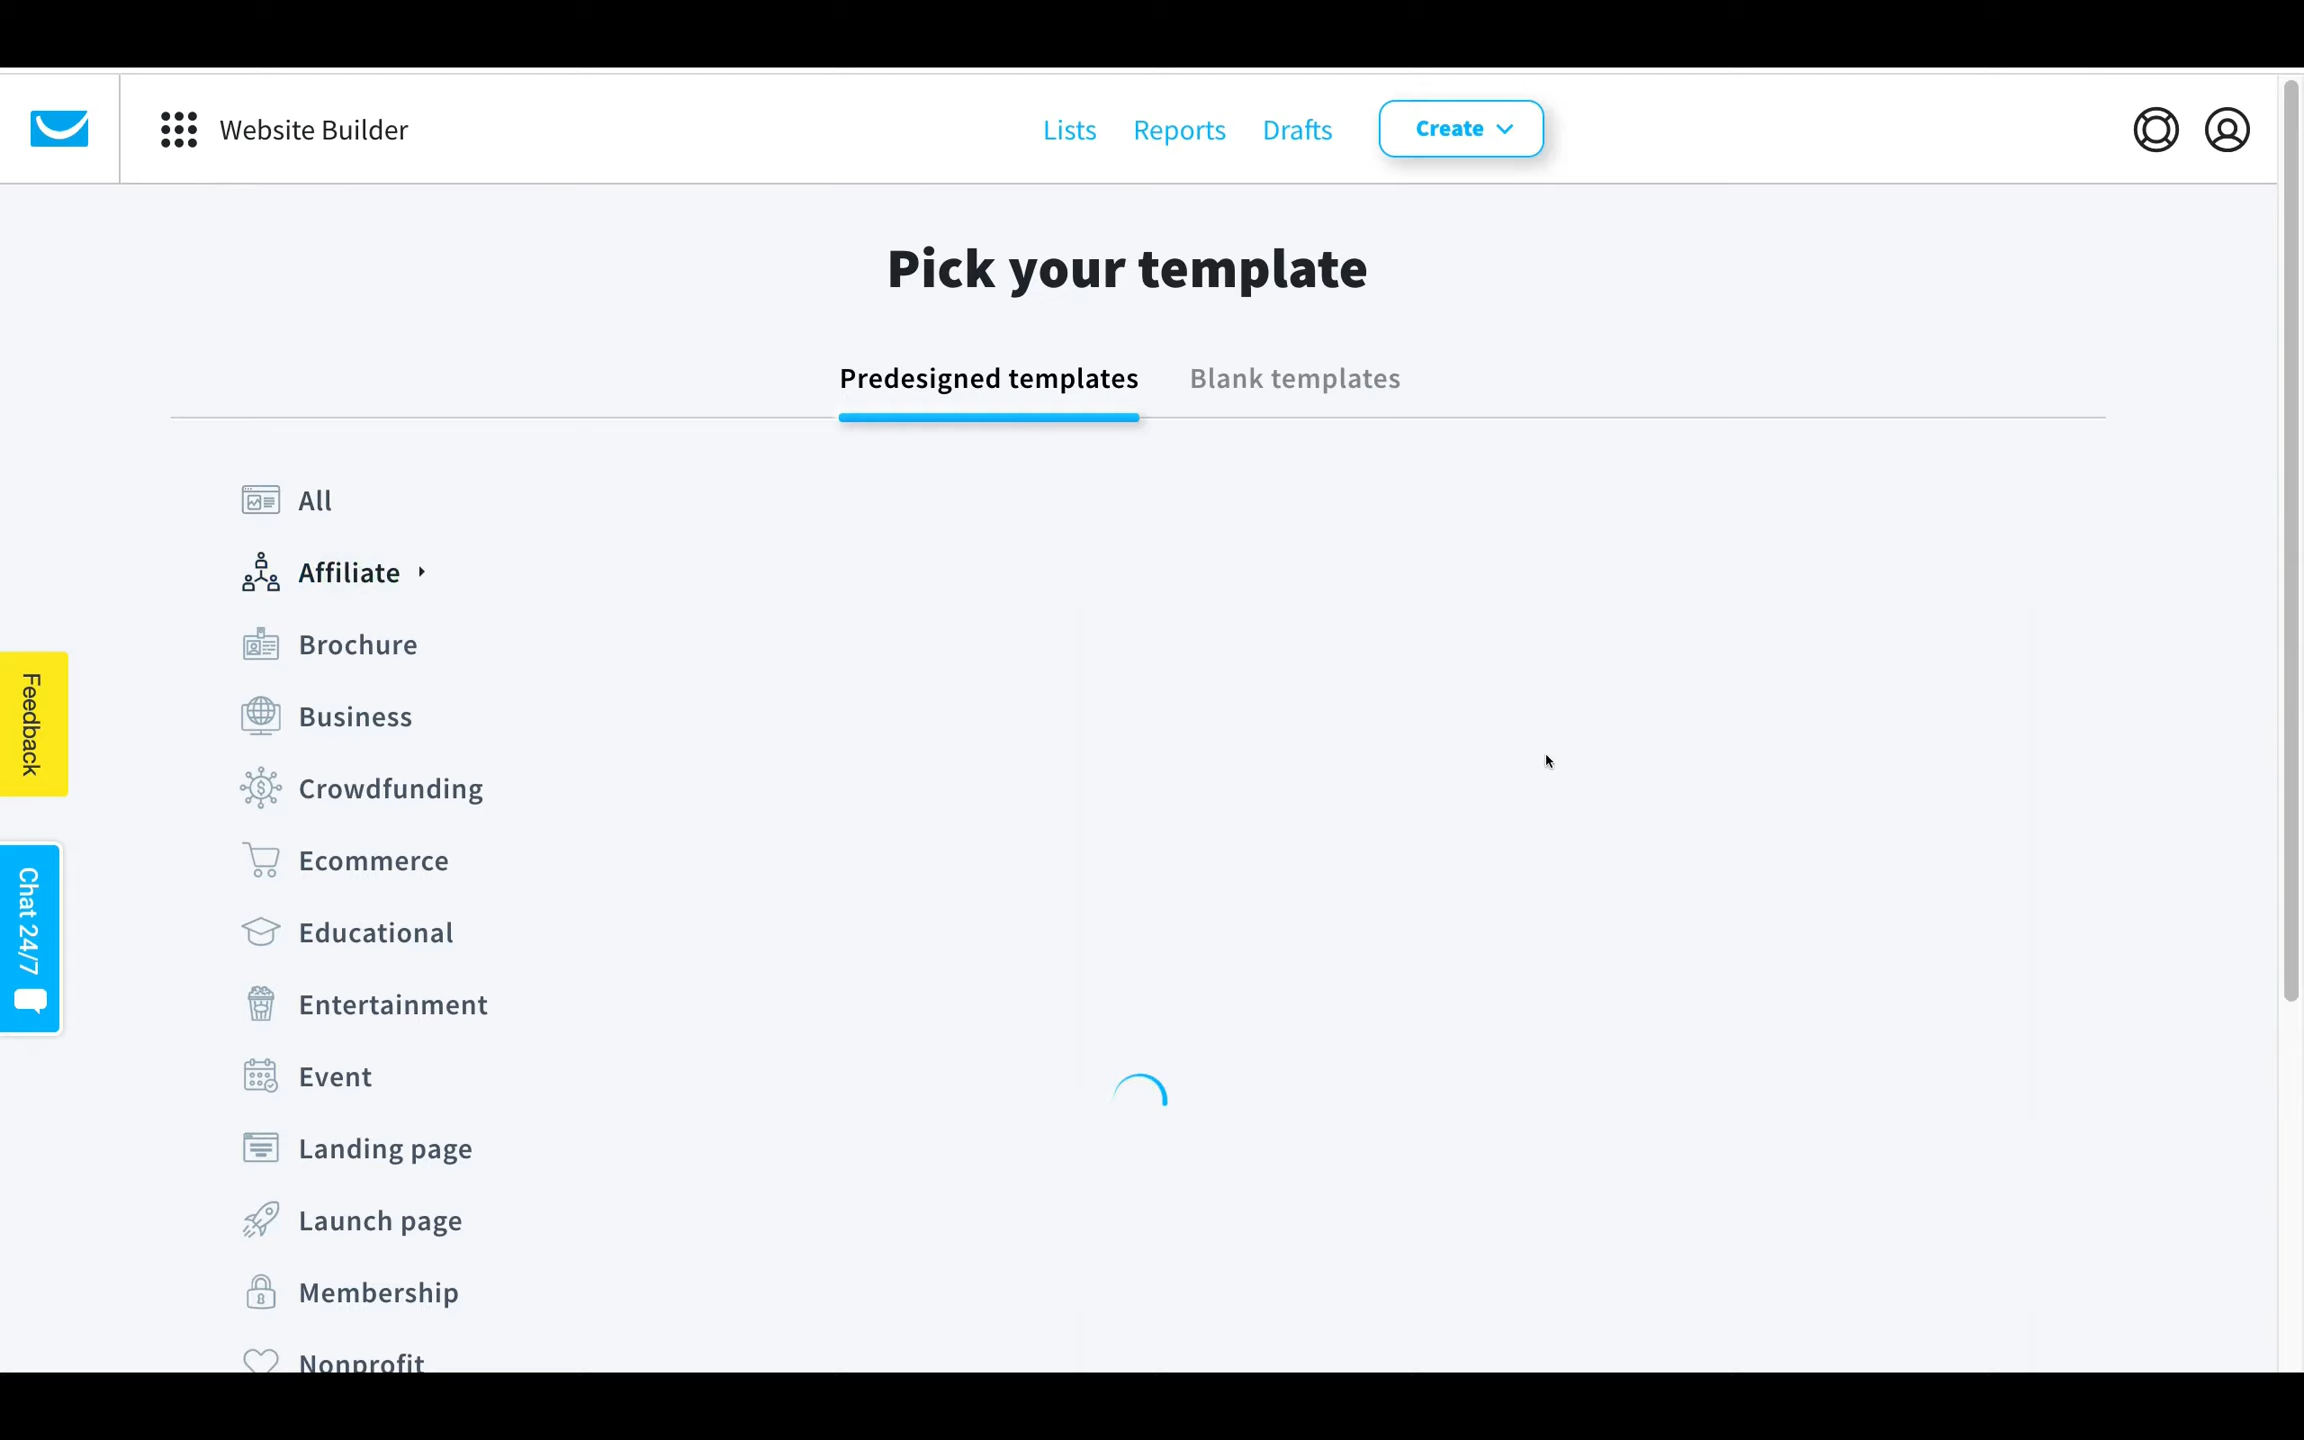 Website Builder
Lists
Reports
Drafts
Create
Pick your template
Predesigned templates
Blank templates
All
Affiliate
Brochure
Business
Crowdfunding
Ecommerce
Educational
Entertainment
Event
Landing page
Launch page
Membership
Nonprofit
Feedback
Chat 24/7